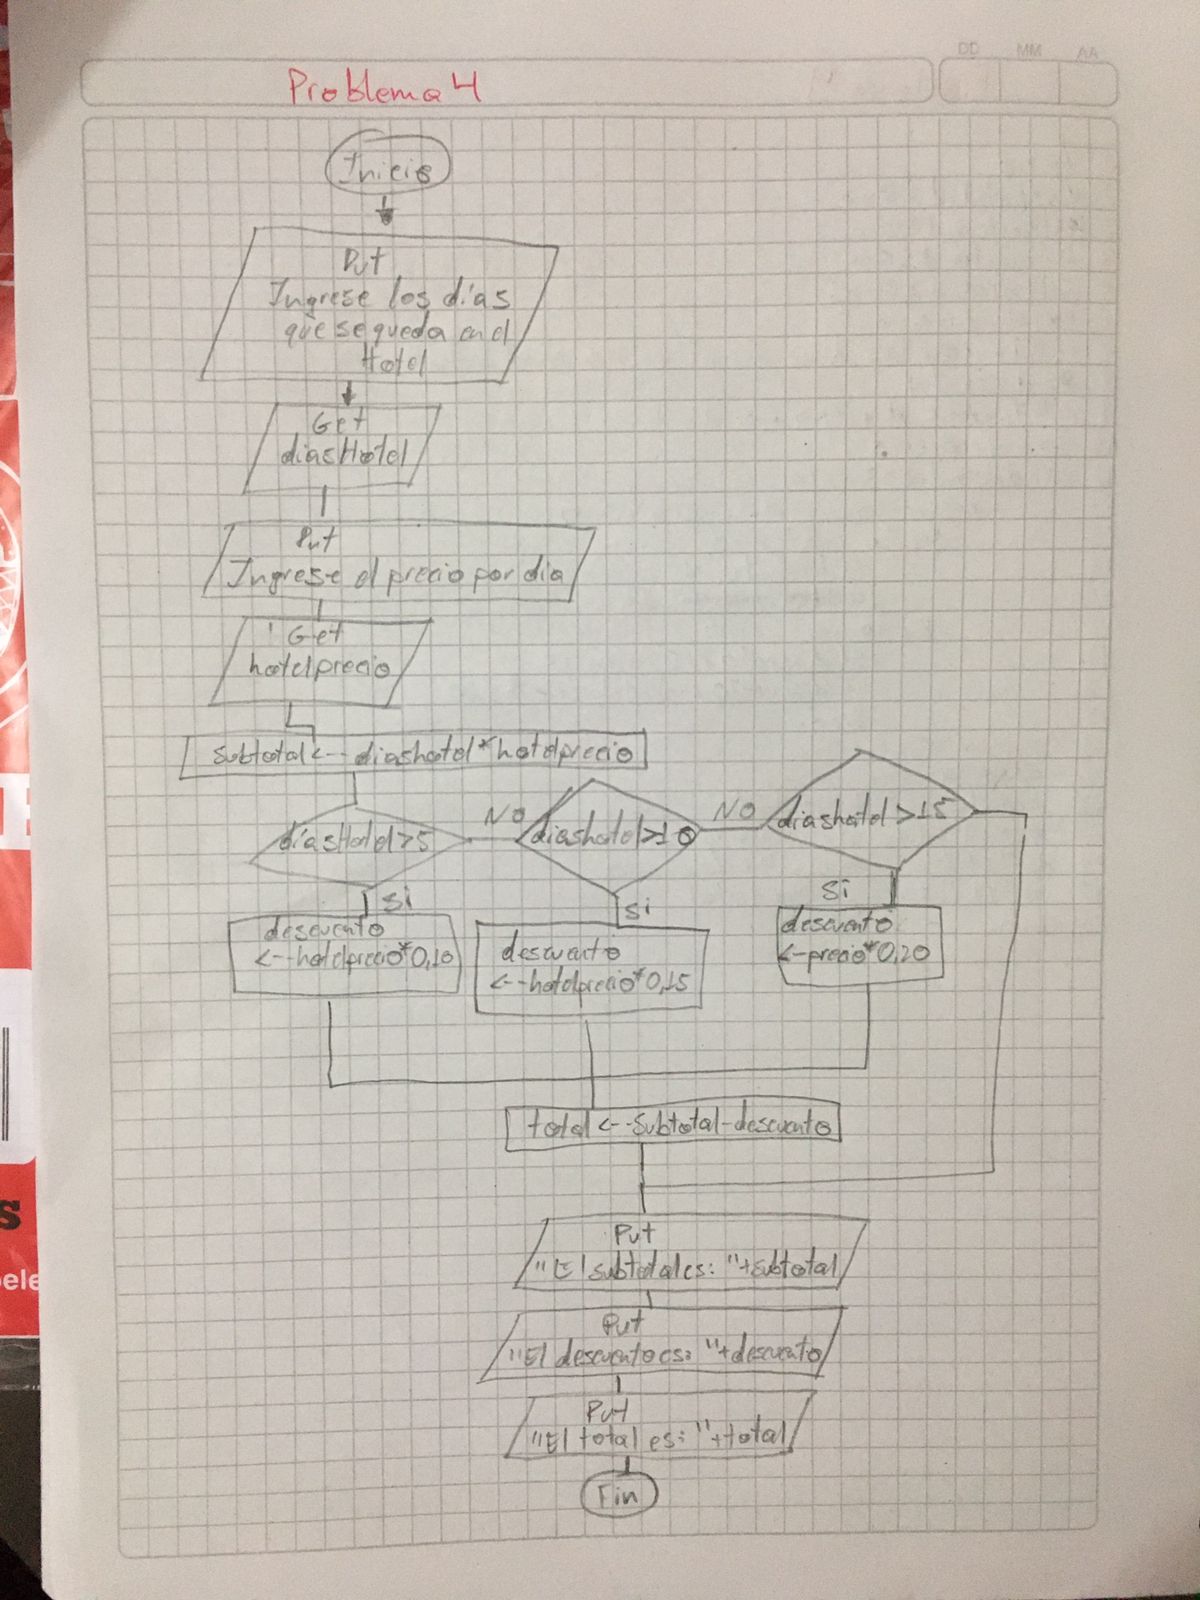 DD MM AA
Problema 4
Inicio
Put
Ingrese los días
que se queda en el
Hotel
Get
diasHotel
Put
Ingrese el precio por dia
Get
hotelprecio
subtotal <-- diashotel*hotelprecio
díasHotel>5
NO
diashotel>10
NO
diashotel>15
si
si
si
descuento
<--hotelprecio*0,10
descuento
<--hotelprecio*0,15
descuento
<--precio*0,20
total <--subtotal-descuento
Put
"El subtotal es: "+subtotal
Put
"El descuento es: "+descuento
Put
"El total es: "+total
Fin
s